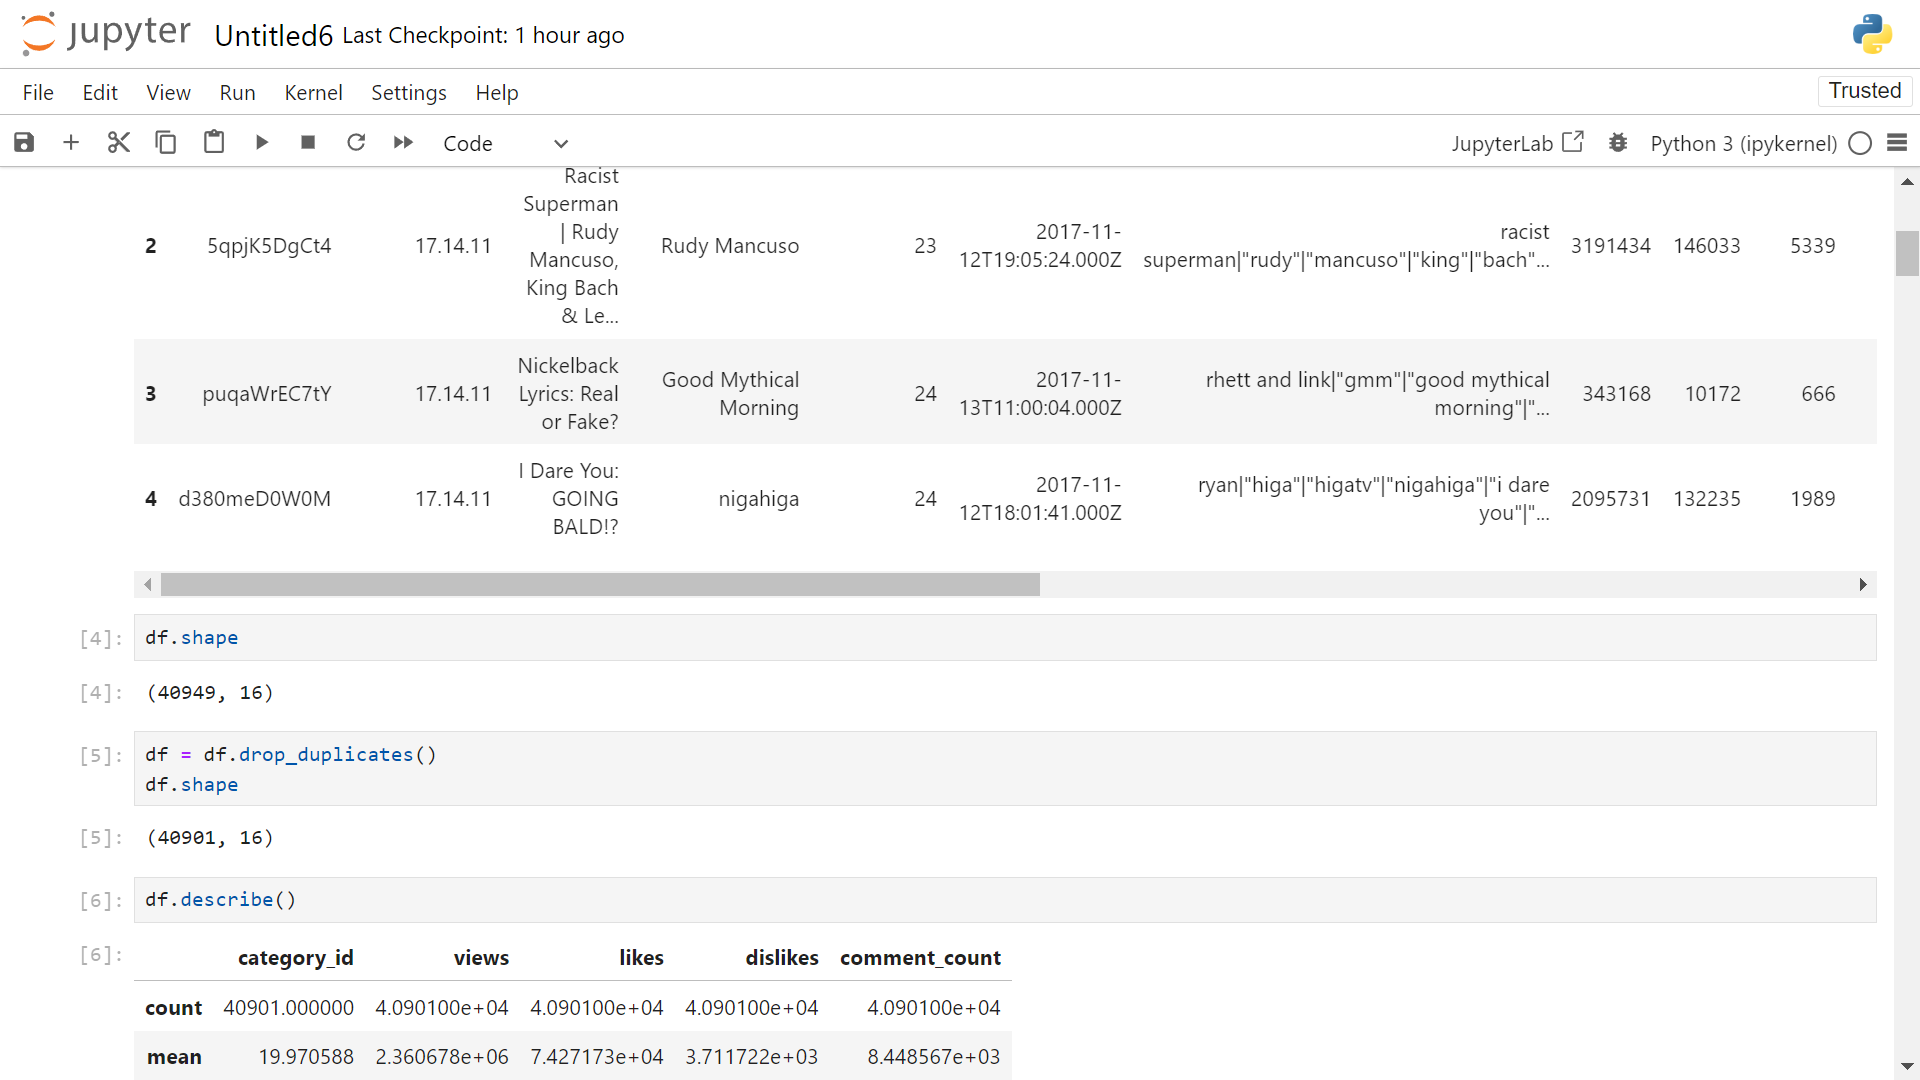 jupyter Untitled6 Last Checkpoint: 1 hour ago
File Edit View Run Kernel Settings Help Trusted
Code JupyterLab Python 3 (ipykernel)
Racist
Superman
| Rudy
Mancuso,
King Bach
& Le...
2 5qpjK5DgCt4 17.14.11 Rudy Mancuso 23 2017-11-
12T19:05:24.000Z racist
superman|"rudy"|"mancuso"|"king"|"bach"... 3191434 146033 5339
3 puqaWrEC7tY 17.14.11 Nickelback
Lyrics: Real
or Fake? Good Mythical
Morning 24 2017-11-
13T11:00:04.000Z rhett and link|"gmm"|"good mythical
morning"|"... 343168 10172 666
4 d380meD0W0M 17.14.11 I Dare You:
GOING
BALD!? nigahiga 24 2017-11-
12T18:01:41.000Z ryan|"higa"|"higatv"|"nigahiga"|"i dare
you"|"... 2095731 132235 1989
[4]: df.shape
[4]: (40949, 16)
[5]: df = df.drop_duplicates()
df.shape
[5]: (40901, 16)
[6]: df.describe()
[6]: category_id views likes dislikes comment_count
count 40901.000000 4.090100e+04 4.090100e+04 4.090100e+04 4.090100e+04
mean 19.970588 2.360678e+06 7.427173e+04 3.711722e+03 8.448567e+03